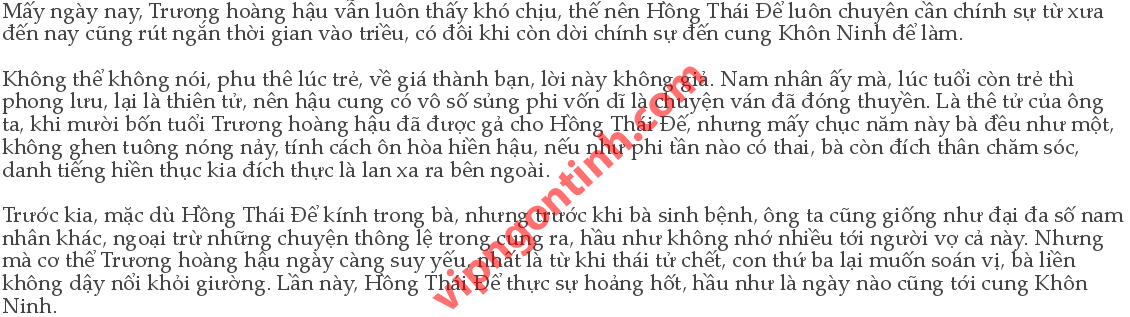 Mấy ngày nay, Trương hoàng hậu vẫn luôn thấy khó chịu, thế nên Hồng Thái Đế luôn chuyên cần chính sự từ xưa
đến nay cũng rút ngắn thời gian vào triều, có đôi khi còn dời chính sự đến cung Khôn Ninh để làm.
Không thể không nói, phu thê lúc trẻ, về giá thành bạn, lời này không giả. Nam nhân ấy mà, lúc tuổi còn trẻ thì
phong lưu, lại là thiên tử, nên hậu cung có vô số sủng phi vốn dĩ là chuyện ván đã đóng thuyền. Là thê tử của ông
ta, khi mười bốn tuổi Trương hoàng hậu đã được gả cho Hồng Thái Đế, nhưng mấy chục năm này bà đều như một,
không ghen tuông nóng nảy, tính cách ôn hòa hiền hậu, nếu như phi tần nào có thai, bà còn đích thân chăm sóc,
danh tiếng hiền thục kia đích thực là lan xa ra bên ngoài.
Trước kia, mặc dù Hồng Thái Đế kính trong bà, nhưng trước khi bà sinh bệnh, ông ta cũng giống như đại đa số nam
nhân khác, ngoại trừ những chuyện thông lệ trong cung ra, hầu như không nhớ nhiều tới người vợ cả này. Nhưng
mà cơ thể Trương hoàng hậu ngày càng suy yếu, nhất là từ khi thái tử chết, con thứ ba lại muốn soán vị, bà liền
không dậy nổi khỏi giường. Lần này, Hồng Thái Đế thực sự hoảng hốt, hầu như là ngày nào cũng tới cung Khôn
Ninh.
vipngontinh.com